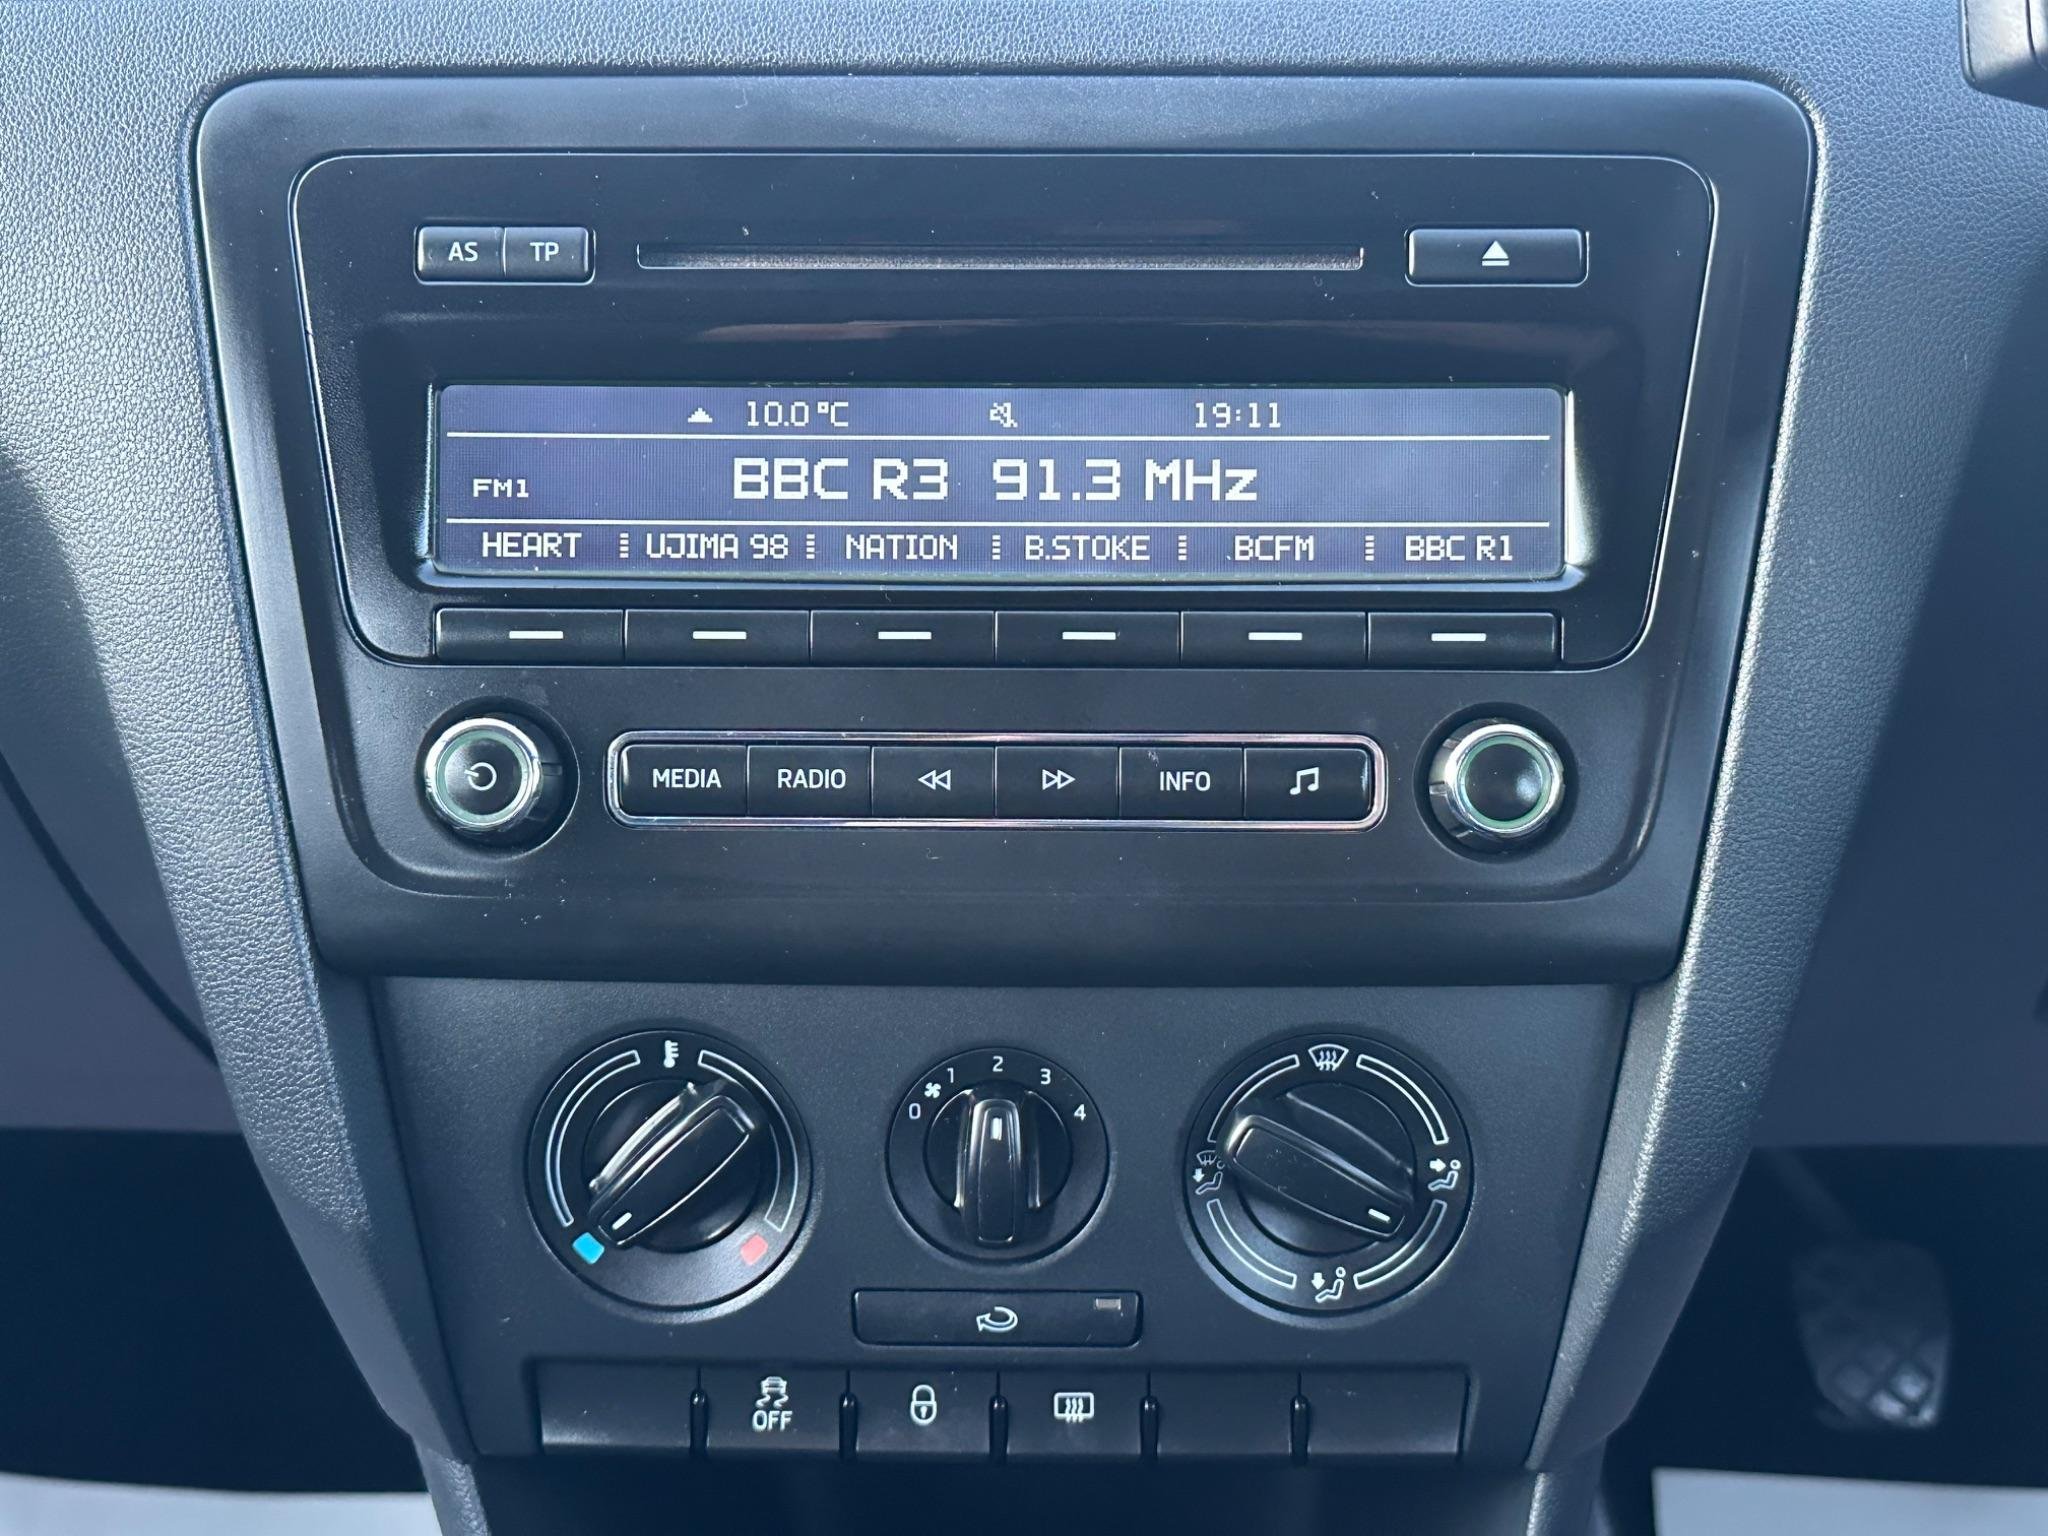 AS TP
10.0°C 19:11
FM1 BBC R3 91.3 MHz
HEART UJIMA 98 NATION B.STOKE BCFM BBC R1
MEDIA RADIO INFO
0 1 2 3 4
OFF